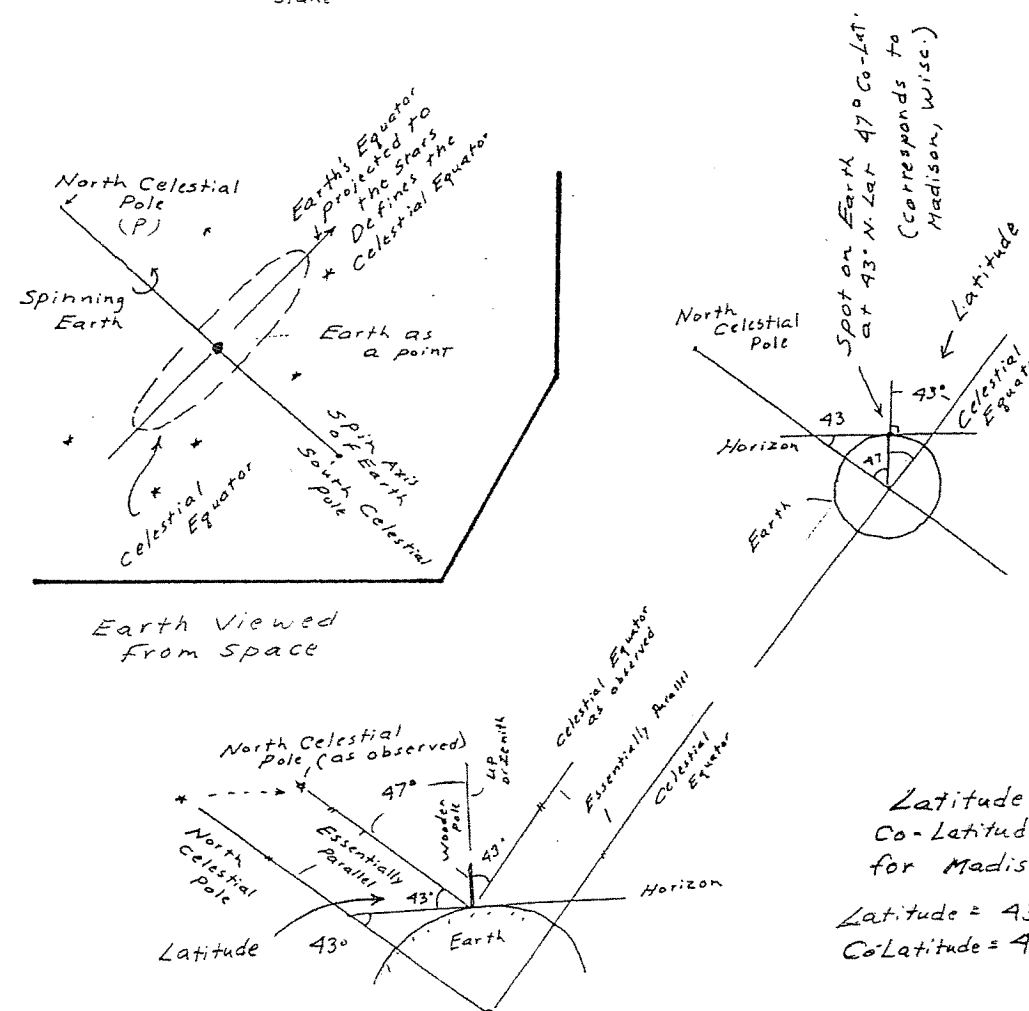 North Celestial
Pole
(P)
Spinning
Earth
Earth's Equator
projected to
the stars
Defines the
Celestial Equator
Earth as
a point
Spin Axis
of Earth
South Celestial
Pole
Celestial
Equator
Earth Viewed
From Space
Spot on Earth
at 43° N. Lat 47° Co-Lat.
(corresponds to
Madison, Wisc.)
Latitude
North
Celestial
Pole
43°
Celestial
43
Horizon
47
Earth
North Celestial
Pole (as observed)
47°
UP
or Zenith
Wooden
Pole
43°
Celestial Equator
as observed
Essentially Parallel
Celestial
Equator
North
Celestial
Pole
Essentially
Parallel
43°
Horizon
Latitude
43°
Earth
Latitude
Co-Latitud
for Madis
Latitude = 43
Co-Latitude = 4